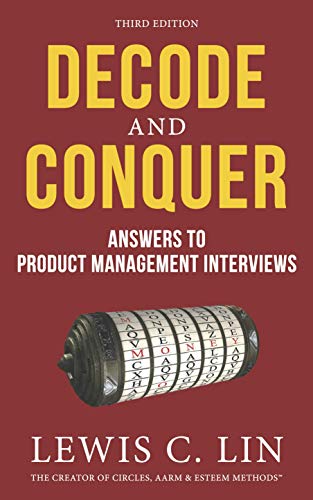 THIRD EDITION
DECODE
AND
CONQUER
ANSWERS TO
PRODUCT MANAGEMENT INTERVIEWS
LEWIS C. LIN
THE CREATOR OF CIRCLES, AARM & ESTEEM METHODS™